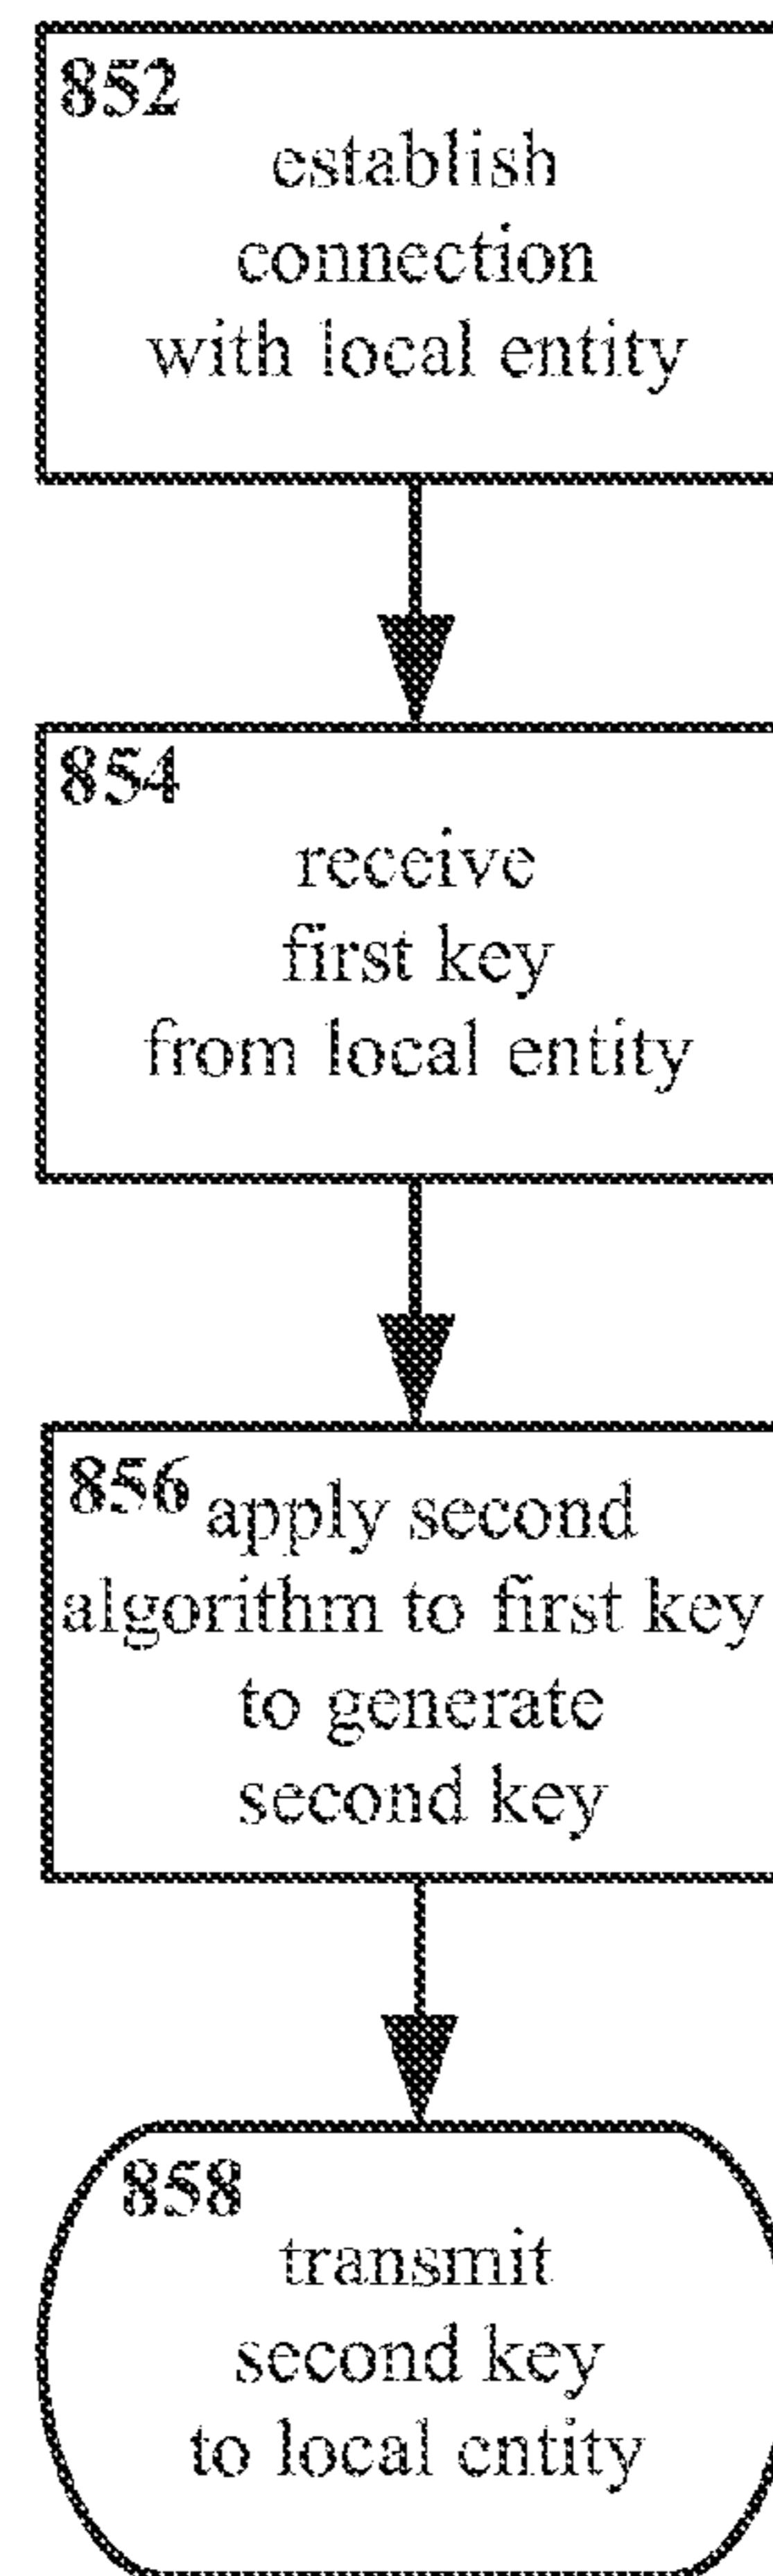 852
establish
connection
with local entity
854
receive
first key
from local entity
856 apply second
algorithm to first key
to generate
second key
858
transmit
second key
to local entity